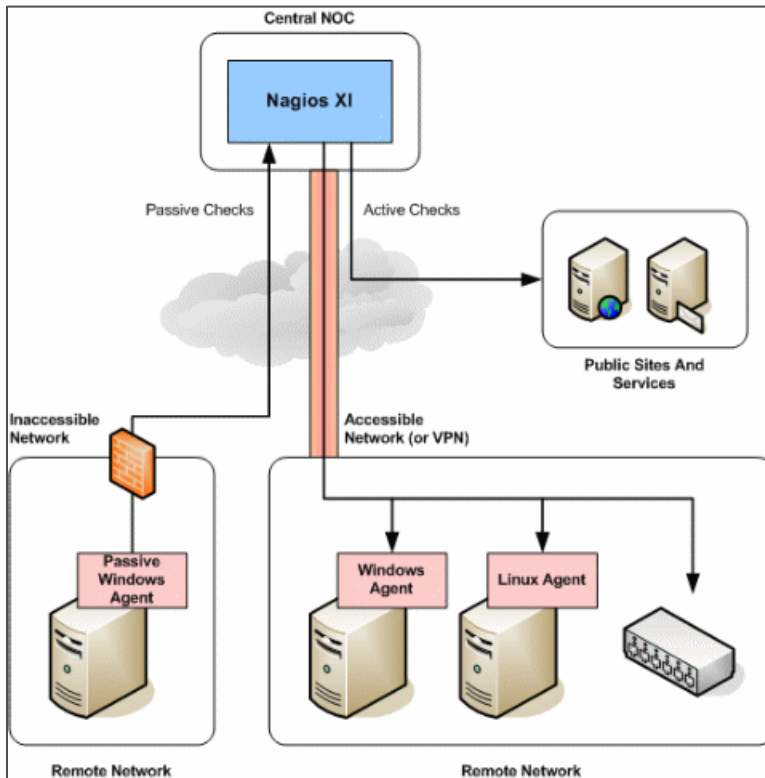 Central NOC
Nagios XI
Passive Checks
Active Checks
Public Sites And
Services
Inaccessible
Network
Accessible
Network (or VPN)
Passive
Windows
Agent
Windows
Agent
Linux Agent
Remote Network
Remote Network